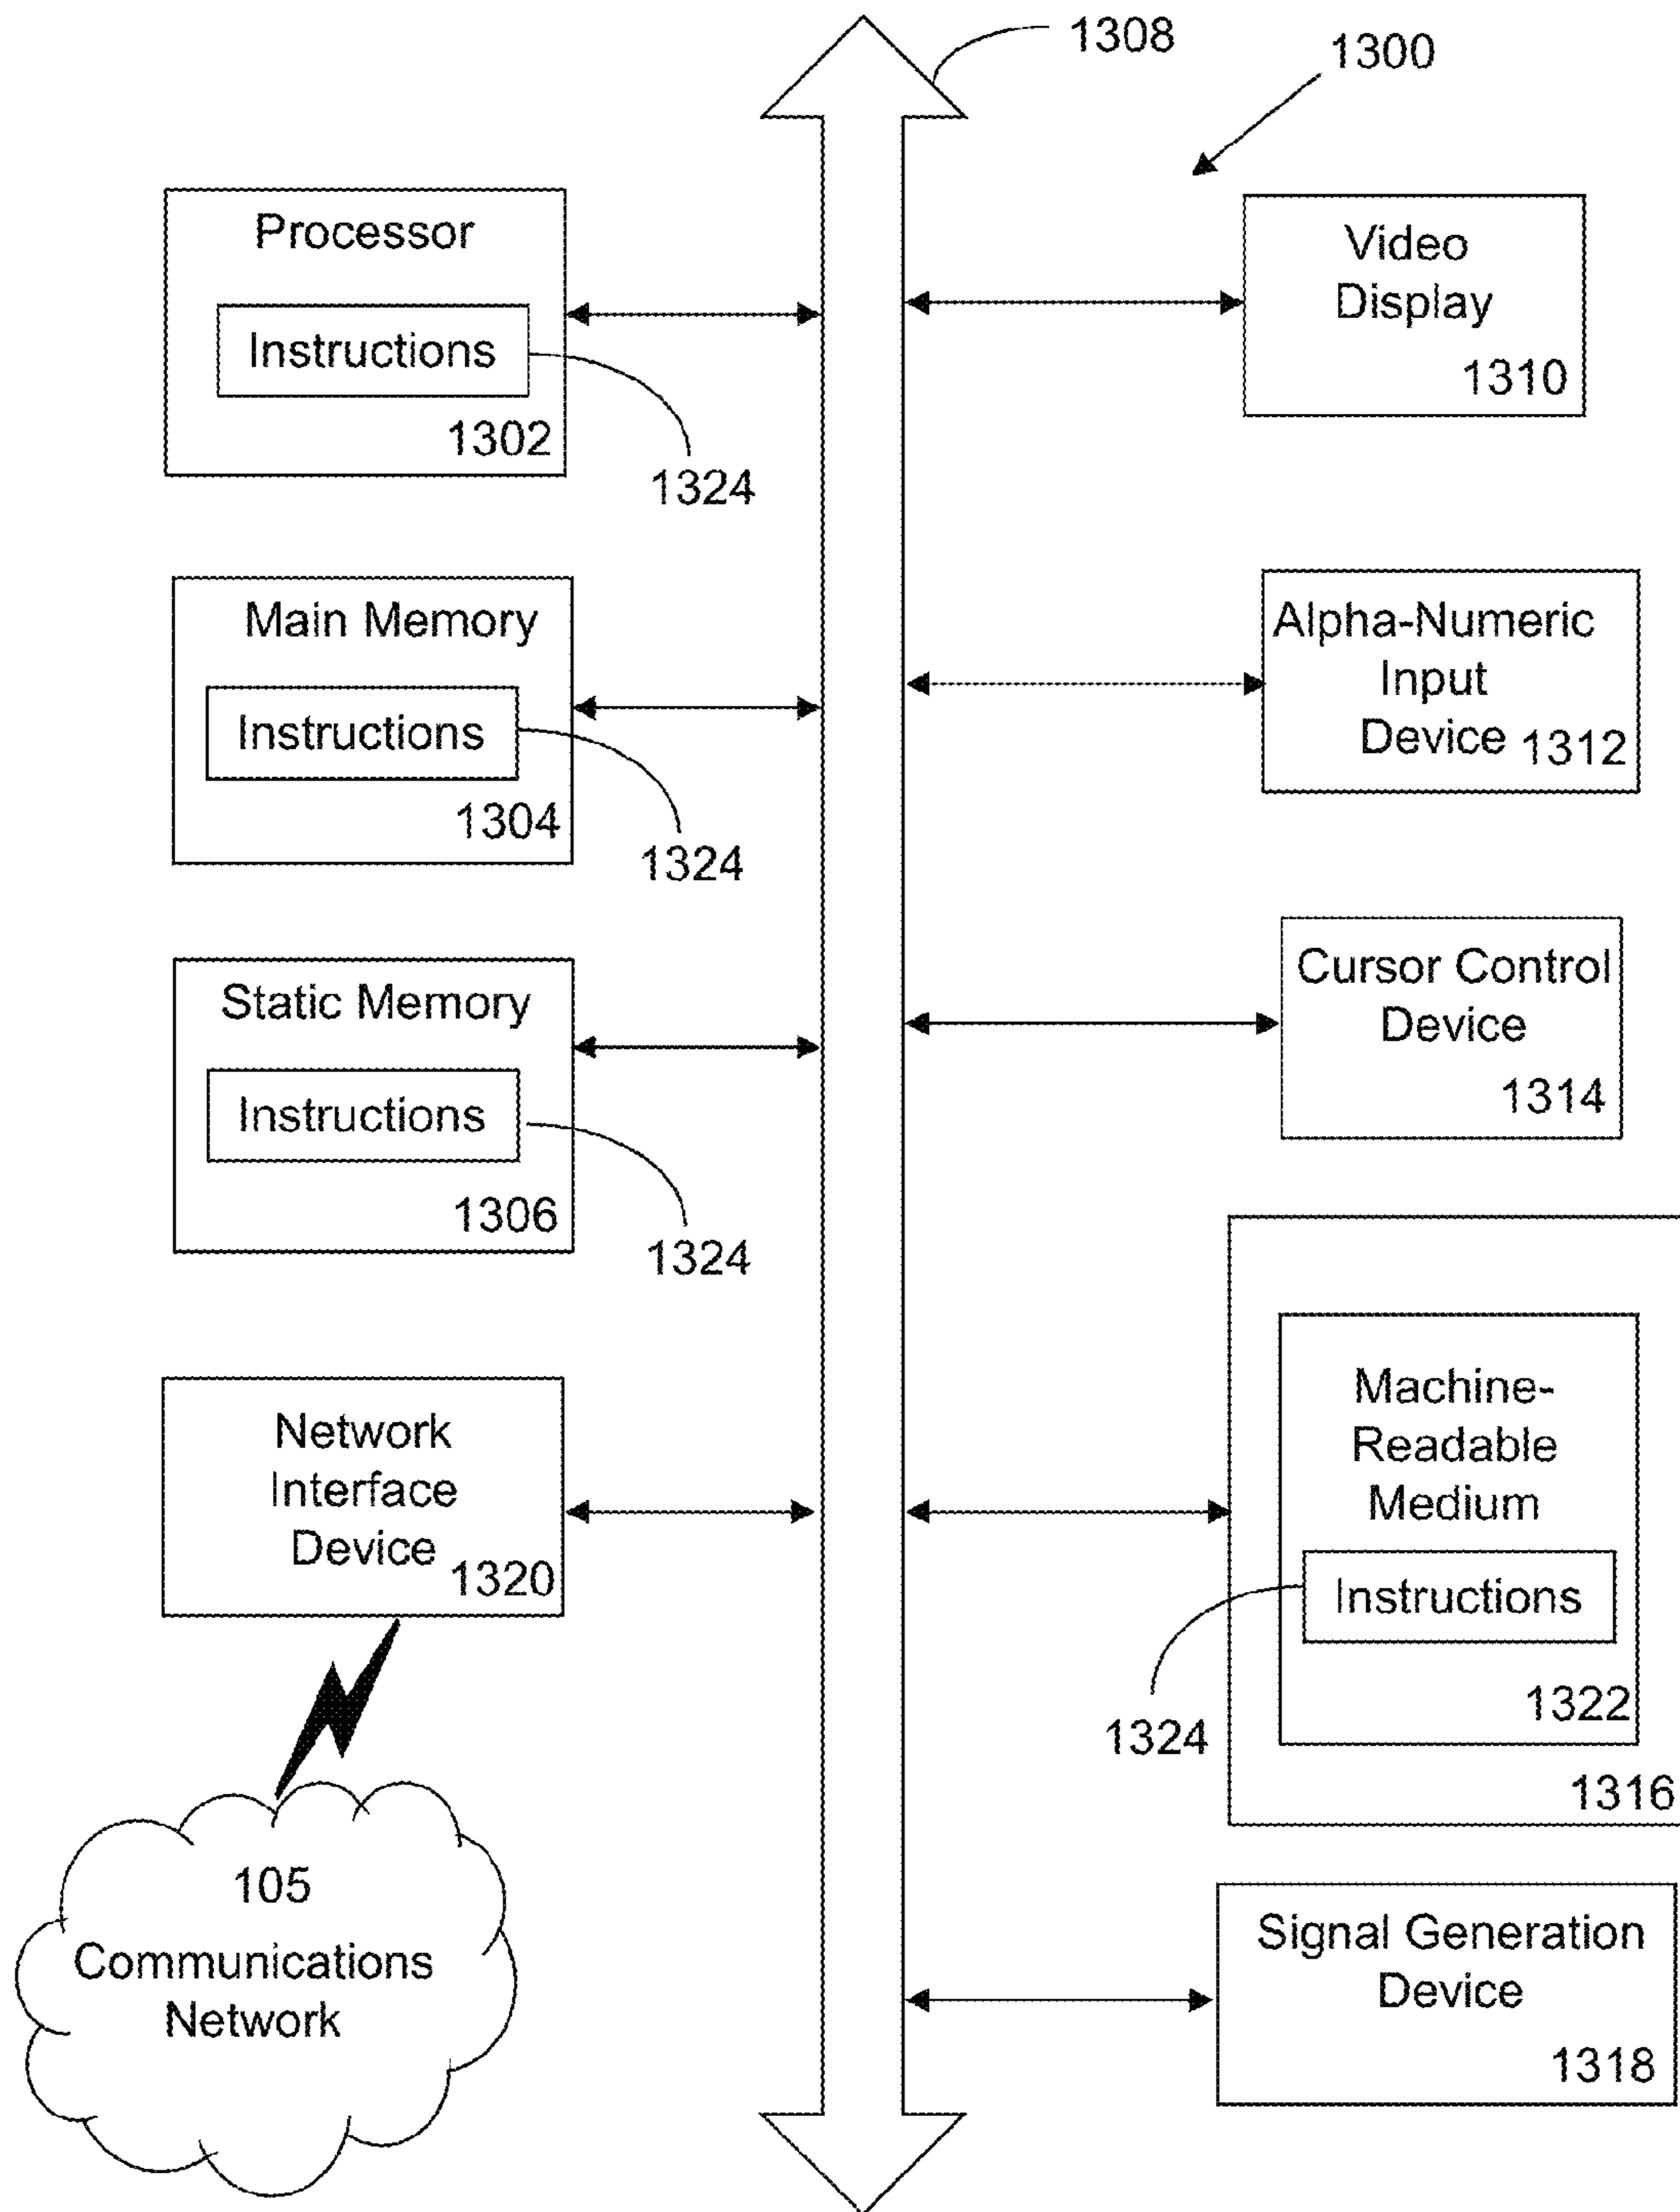 1308
1300
Processor
Instructions
1302
1324
Video
Display
1310
Main Memory
Instructions
1304
1324
Alpha-Numeric
Input
Device 1312
Static Memory
Instructions
1306
1324
Cursor Control
Device
1314
Network
Interface
Device
1320
Machine-
Readable
Medium
Instructions
1322
1324
1316
105
Communications
Network
Signal Generation
Device
1318